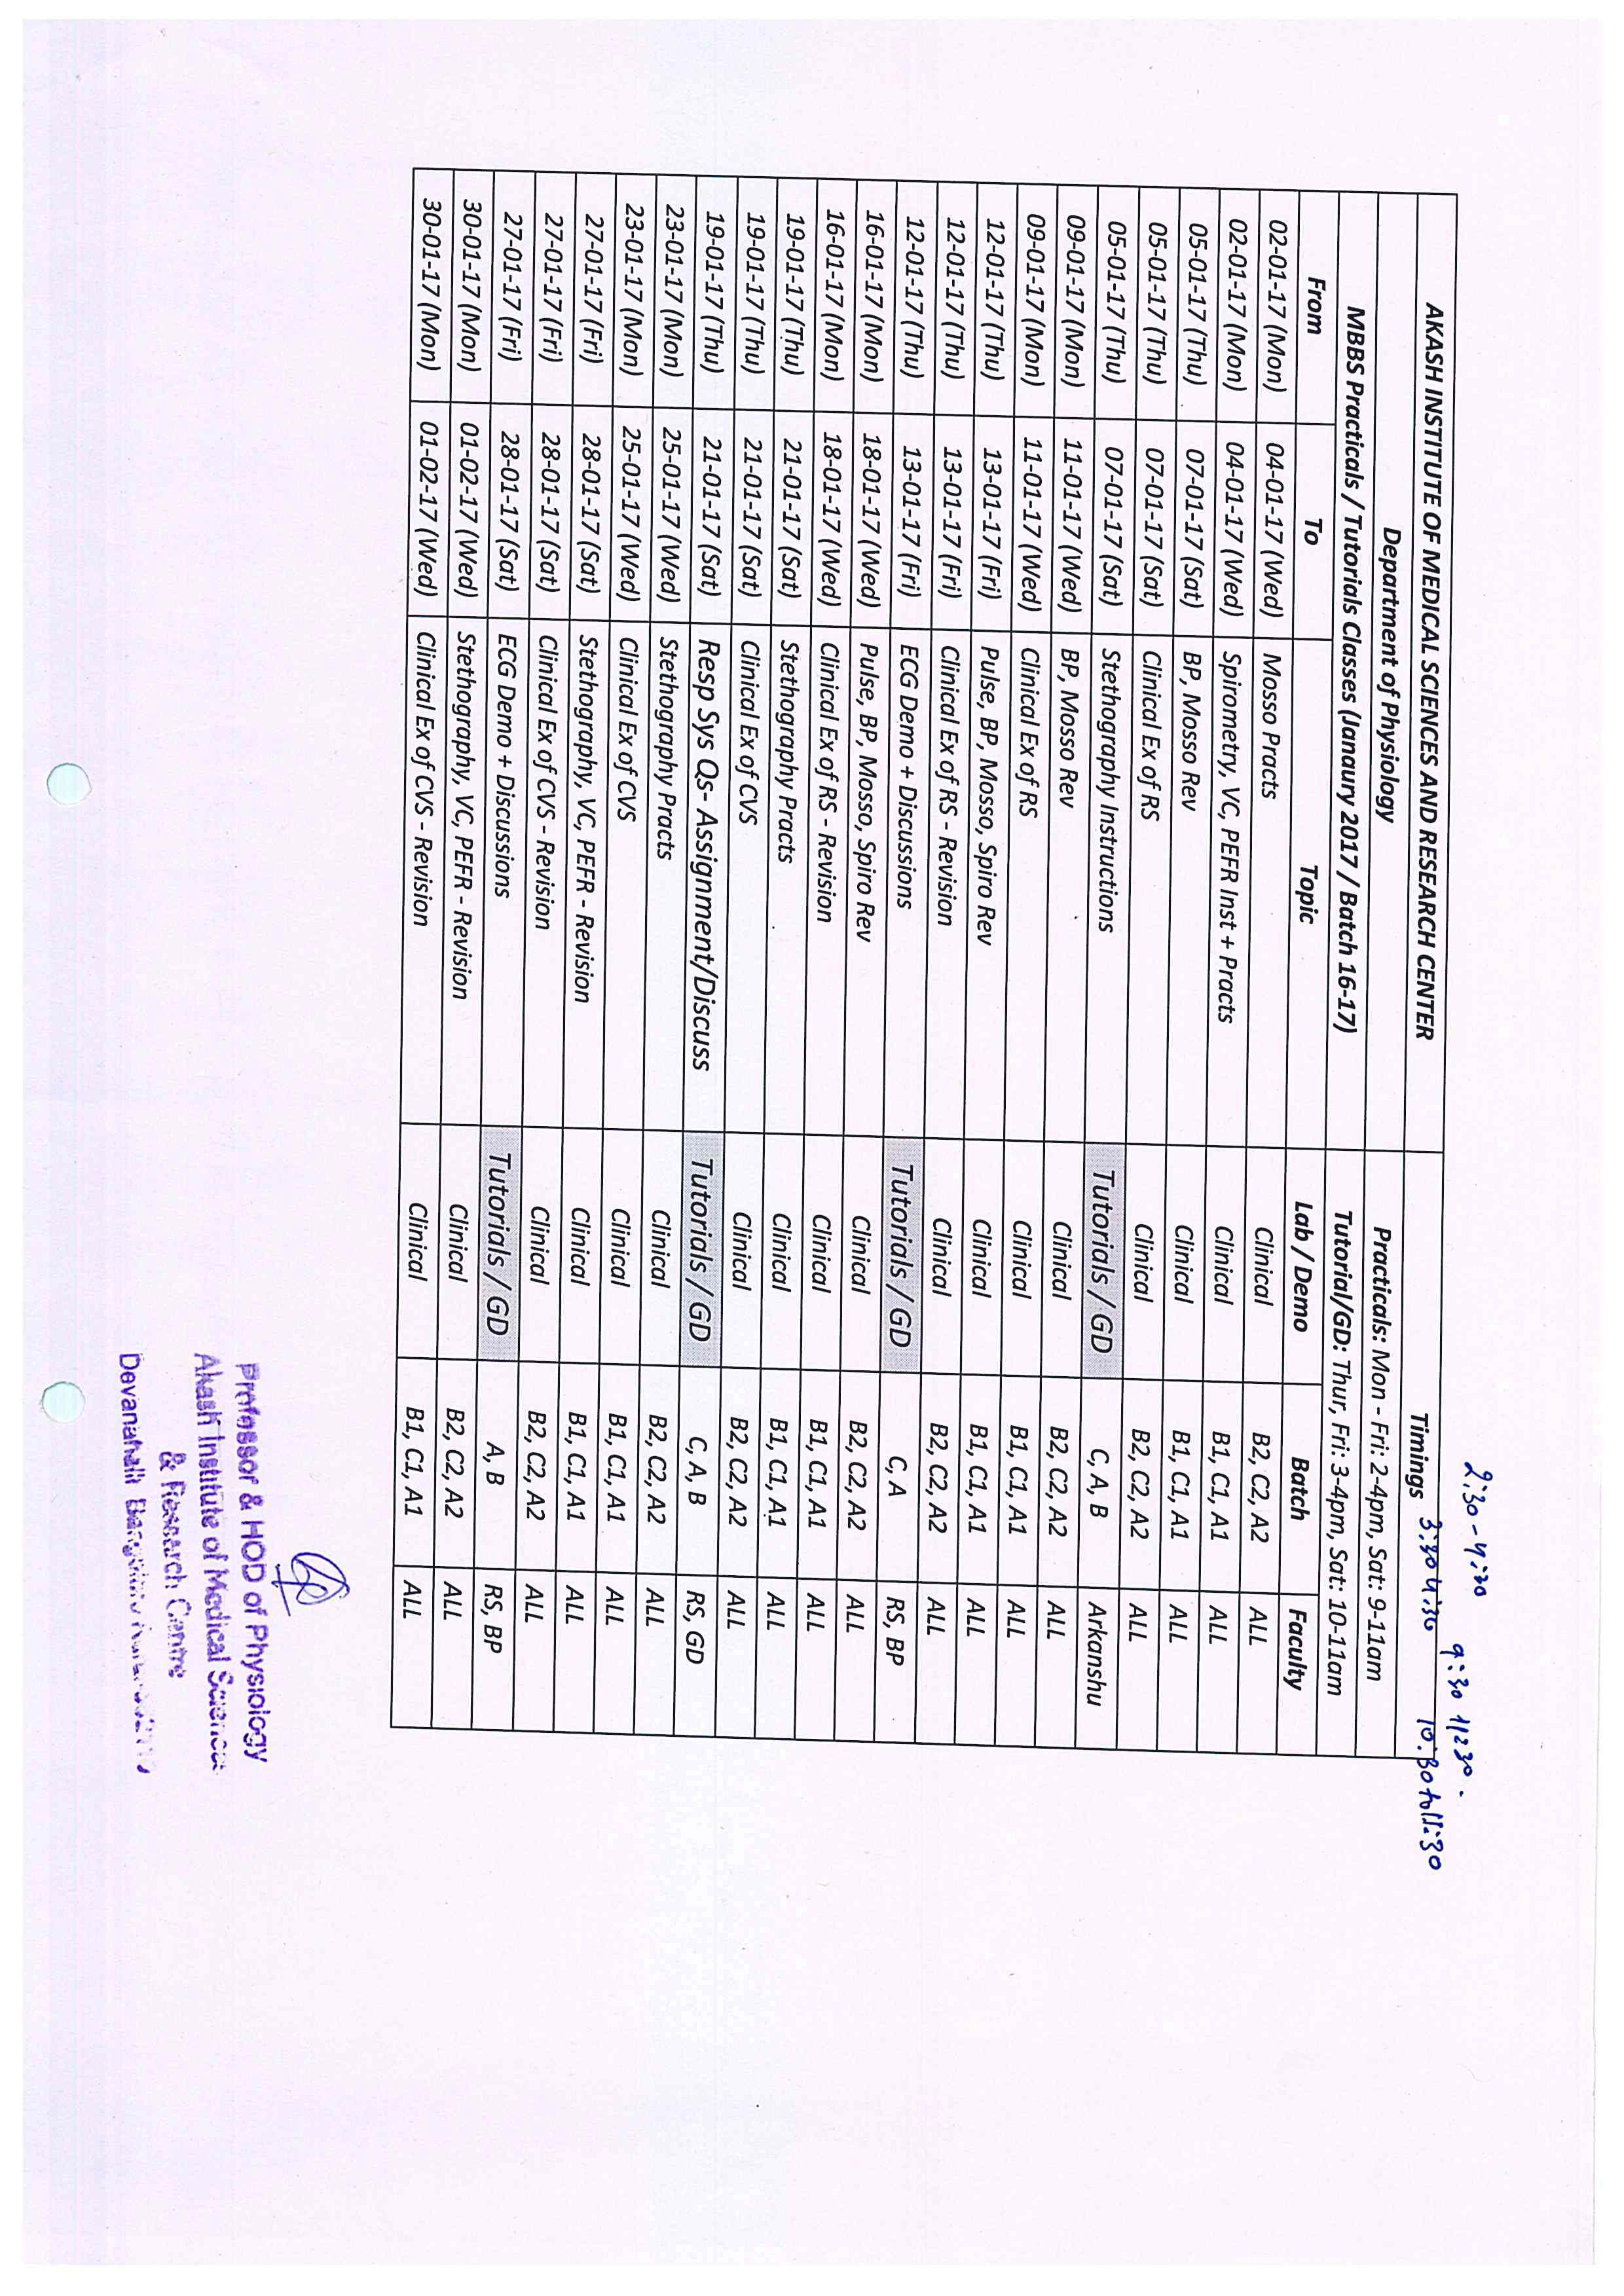 2:30-4:30 9:30 11:30.
AKASH INSTITUTE OF MEDICAL SCIENCES AND RESEARCH CENTER Timings 3:30 4:30 10:30 to 11:30
Department of Physiology Practicals: Mon - Fri: 2-4pm, Sat: 9-11am
MBBS Practicals / Tutorials Classes (Janaury 2017 / Batch 16-17) Tutorial/GD: Thur, Fri: 3-4pm, Sat: 10-11am
From To Topic Lab / Demo Batch Faculty
02-01-17 (Mon) 04-01-17 (Wed) Mosso Practs Clinical B2, C2, A2 ALL
02-01-17 (Mon) 04-01-17 (Wed) Spirometry, VC, PEFR Inst + Practs Clinical B1, C1, A1 ALL
05-01-17 (Thu) 07-01-17 (Sat) BP, Mosso Rev Clinical B1, C1, A1 ALL
05-01-17 (Thu) 07-01-17 (Sat) Clinical Ex of RS Clinical B2, C2, A2 ALL
05-01-17 (Thu) 07-01-17 (Sat) Stethography Instructions Tutorials / GD C, A, B Arkanshu
09-01-17 (Mon) 11-01-17 (Wed) BP, Mosso Rev Clinical B2, C2, A2 ALL
09-01-17 (Mon) 11-01-17 (Wed) Clinical Ex of RS Clinical B1, C1, A1 ALL
12-01-17 (Thu) 13-01-17 (Fri) Pulse, BP, Mosso, Spiro Rev Clinical B1, C1, A1 ALL
12-01-17 (Thu) 13-01-17 (Fri) Clinical Ex of RS - Revision Clinical B2, C2, A2 ALL
12-01-17 (Thu) 13-01-17 (Fri) ECG Demo + Discussions Tutorials / GD C, A RS, BP
16-01-17 (Mon) 18-01-17 (Wed) Pulse, BP, Mosso, Spiro Rev Clinical B2, C2, A2 ALL
16-01-17 (Mon) 18-01-17 (Wed) Clinical Ex of RS - Revision Clinical B1, C1, A1 ALL
19-01-17 (Thu) 21-01-17 (Sat) Stethography Practs Clinical B1, C1, A1 ALL
19-01-17 (Thu) 21-01-17 (Sat) Clinical Ex of CVS Clinical B2, C2, A2 ALL
19-01-17 (Thu) 21-01-17 (Sat) Resp Sys Qs- Assignment/Discuss Tutorials / GD C, A, B RS, GD
23-01-17 (Mon) 25-01-17 (Wed) Stethography Practs Clinical B2, C2, A2 ALL
23-01-17 (Mon) 25-01-17 (Wed) Clinical Ex of CVS Clinical B1, C1, A1 ALL
27-01-17 (Fri) 28-01-17 (Sat) Stethography, VC, PEFR - Revision Clinical B1, C1, A1 ALL
27-01-17 (Fri) 28-01-17 (Sat) Clinical Ex of CVS - Revision Clinical B2, C2, A2 ALL
27-01-17 (Fri) 28-01-17 (Sat) ECG Demo + Discussions Tutorials / GD A, B RS, BP
30-01-17 (Mon) 01-02-17 (Wed) Stethography, VC, PEFR - Revision Clinical B2, C2, A2 ALL
30-01-17 (Mon) 01-02-17 (Wed) Clinical Ex of CVS - Revision Clinical B1, C1, A1 ALL
Professor & HOD of Physiology
Akash Institute of Medical Sciences
& Research Centre
Devanahalli